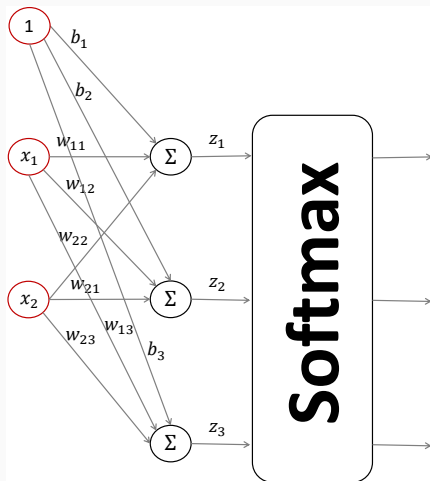 1
b₁
b₂
w₁₁
x₁
Σ
z₁
w₁₂
w₂₂
w₂₁
x₂
Σ
z₂
w₁₃
w₂₃
b₃
Σ
z₃
Softmax